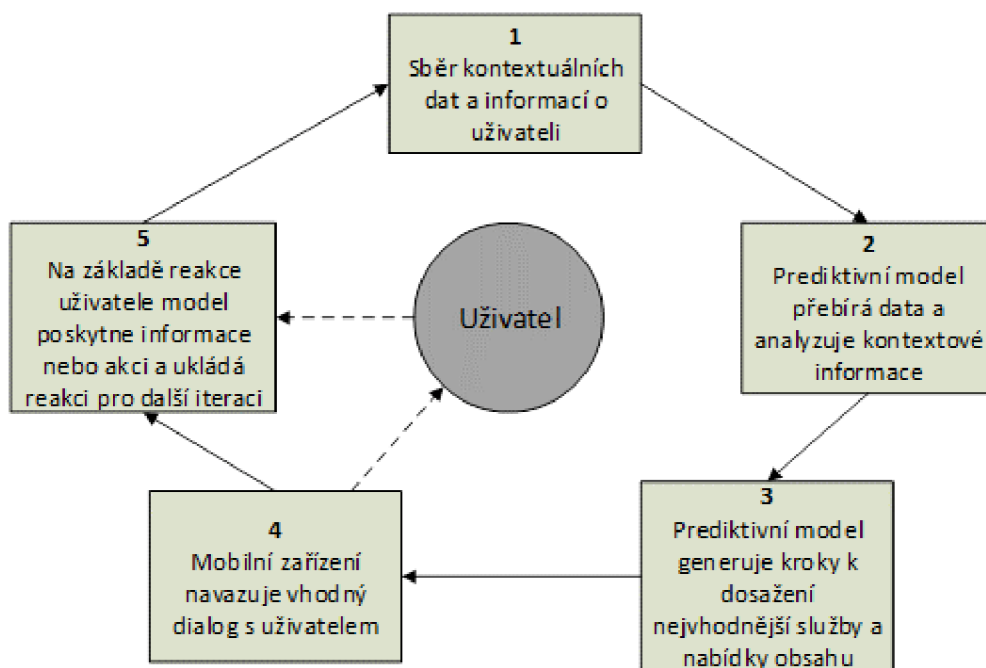 1
Sběr kontextuálních
dat a informací o
uživateli
2
Prediktivní model
přebírá data a
analyzuje kontextové
informace
3
Prediktivní model
generuje kroky k
dosažení
nejvhodnější služby a
nabídky obsahu
4
Mobilní zařízení
navazuje vhodný
dialog s uživatelem
5
Na základě reakce
uživatele model
poskytne informace
nebo akci a ukládá
reakci pro další iteraci
Uživatel